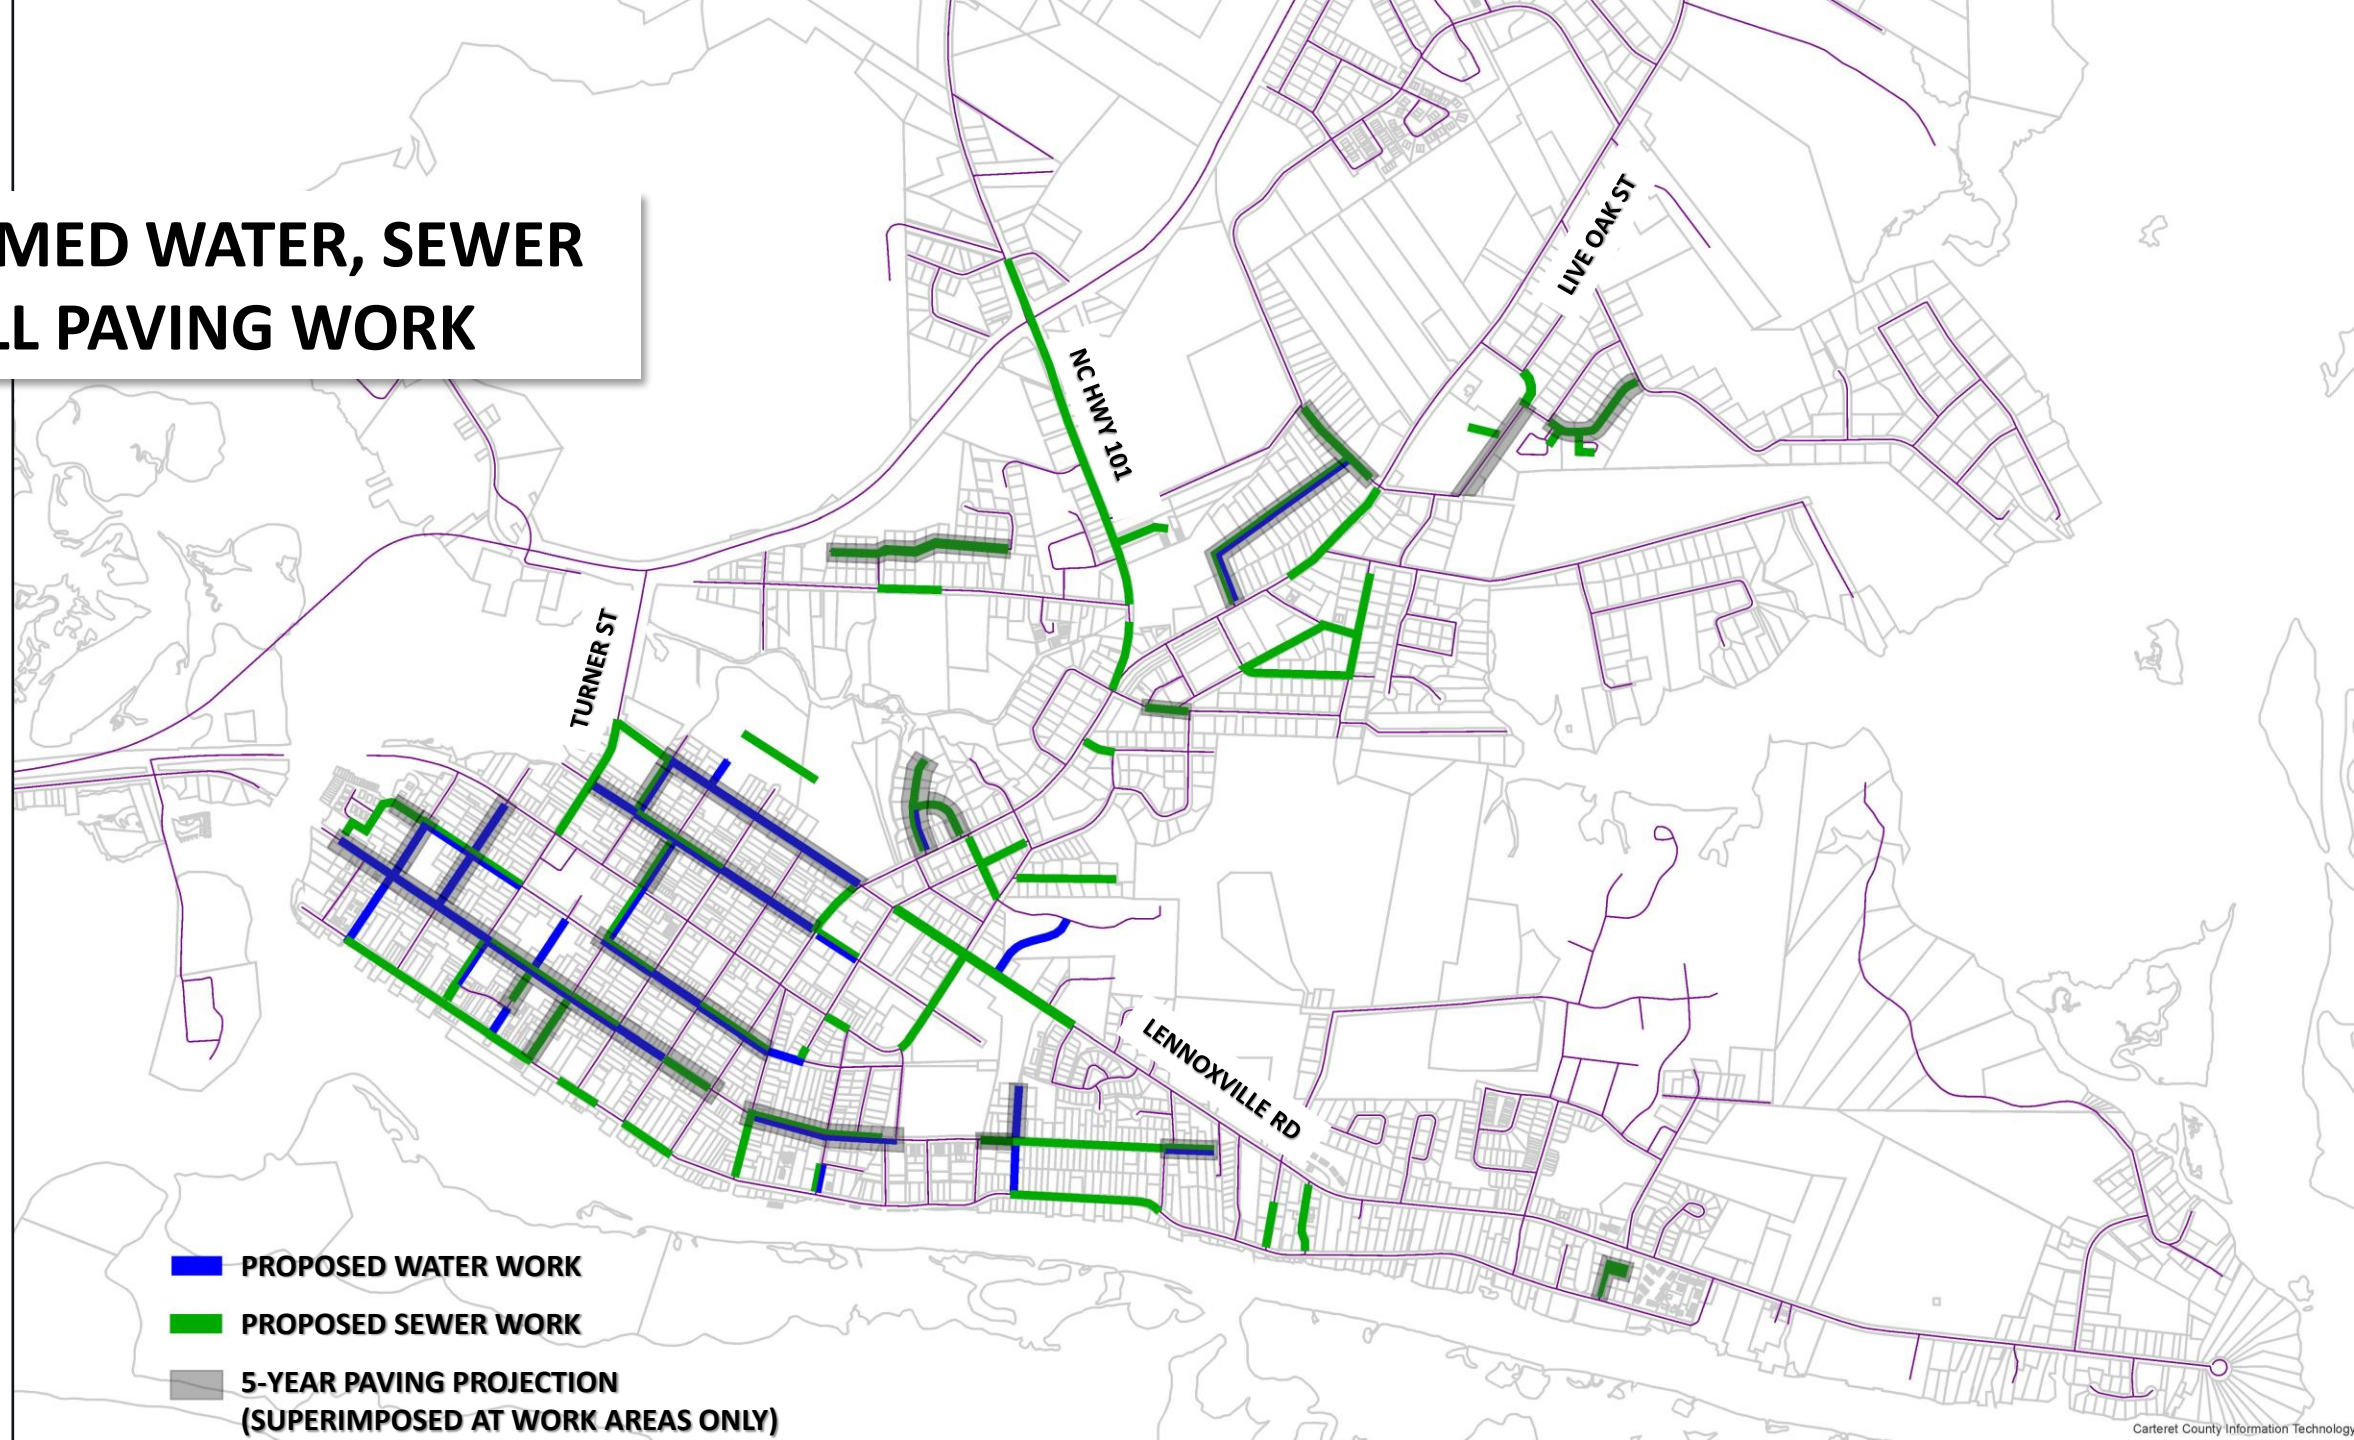 MED WATER, SEWER
LL PAVING WORK
LIVE OAK ST
NC HWY 101
TURNER ST
LENNOXVILLE RD
PROPOSED WATER WORK
PROPOSED SEWER WORK
5-YEAR PAVING PROJECTION
(SUPERIMPOSED AT WORK AREAS ONLY)
Carteret County Information Technology